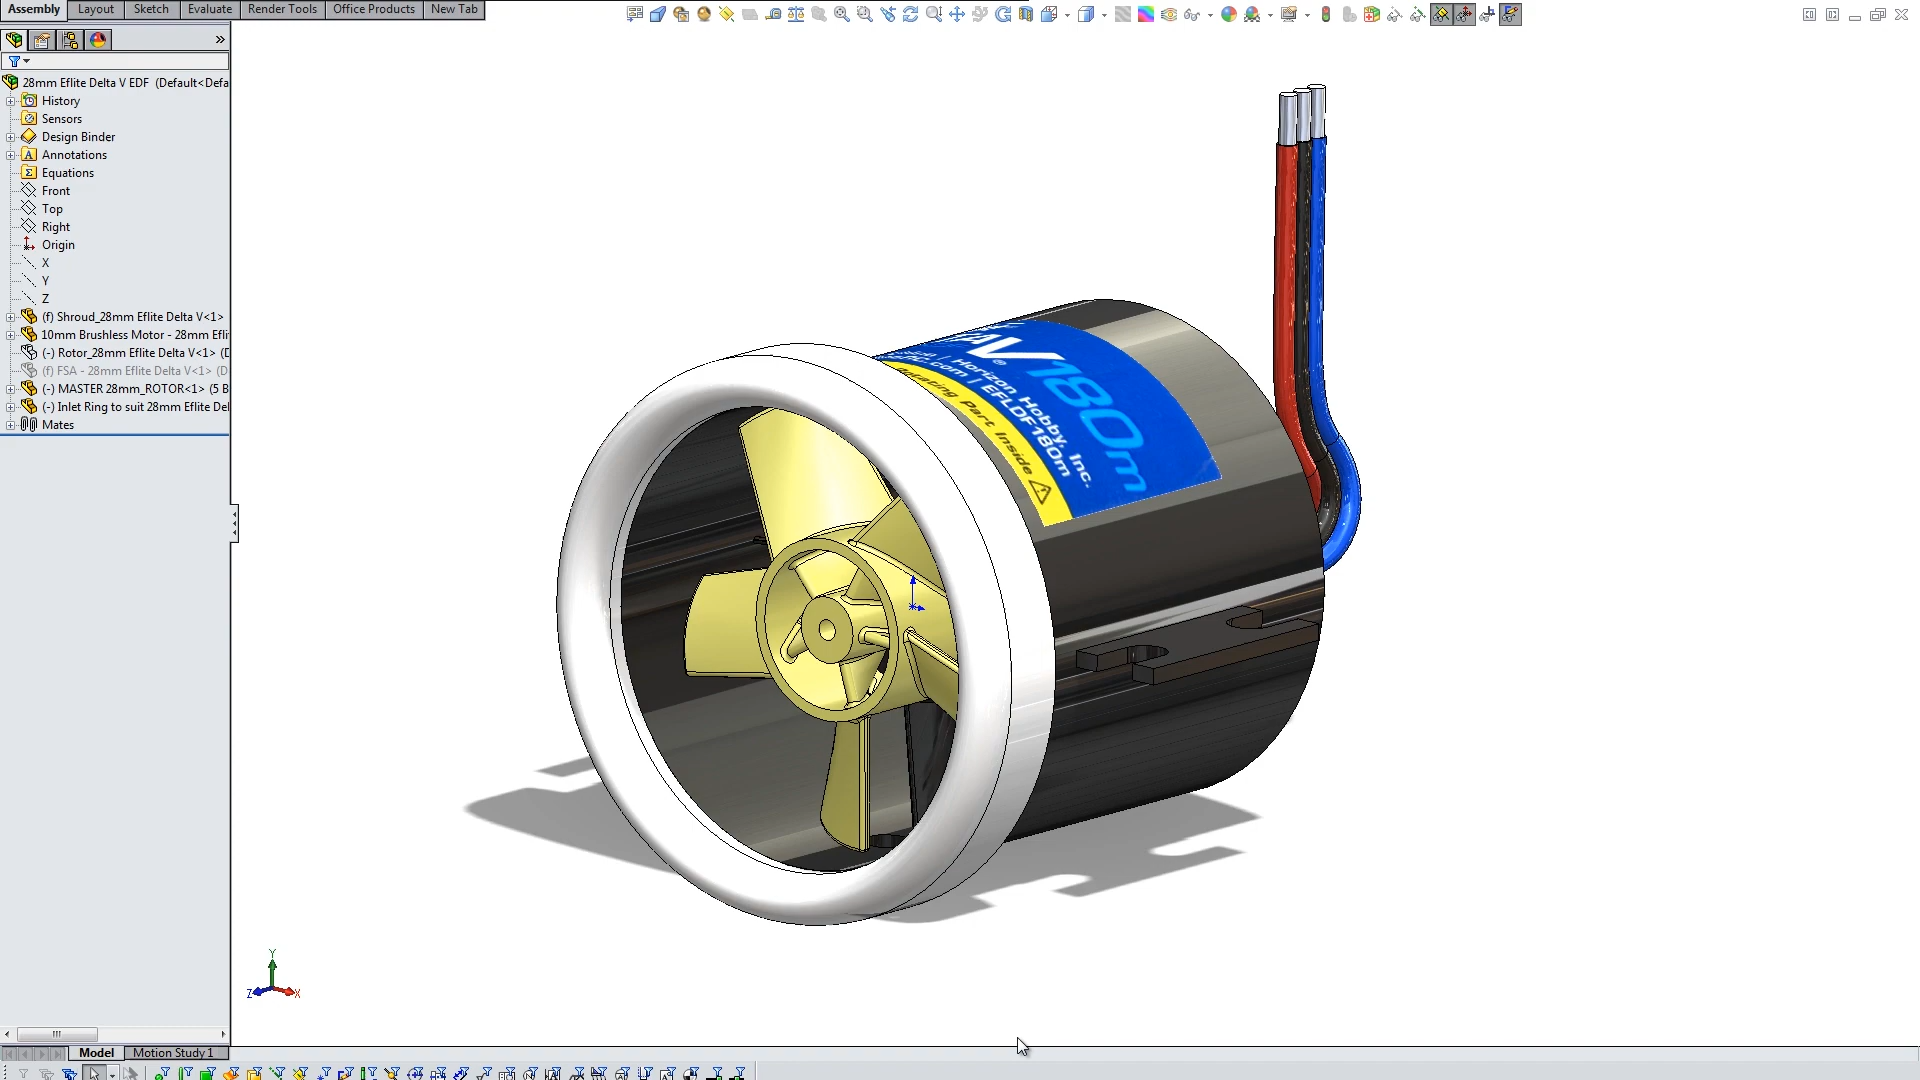 Assembly Layout Sketch Evaluate Render Tools Office Products New Tab
28mm Eflite Delta V EDF (Default<Defa
History
Sensors
Design Binder
Annotations
Equations
Front
Top
Right
Origin
X
Y
Z
(f) Shroud_28mm Eflite Delta V<1>
10mm Brushless Motor - 28mm Efli
(-) Rotor_28mm Eflite Delta V<1> (D
(f) FSA - 28mm Eflite Delta V<1> (D
(-) MASTER 28mm_ROTOR<1> (5 B
(-) Inlet Ring to suit 28mm Eflite Del
Mates
V® 180m
Horizon Hobby, Inc.
.com | EFLDF180m
Rotating Part Inside
Y
Z
X
Model Motion Study 1